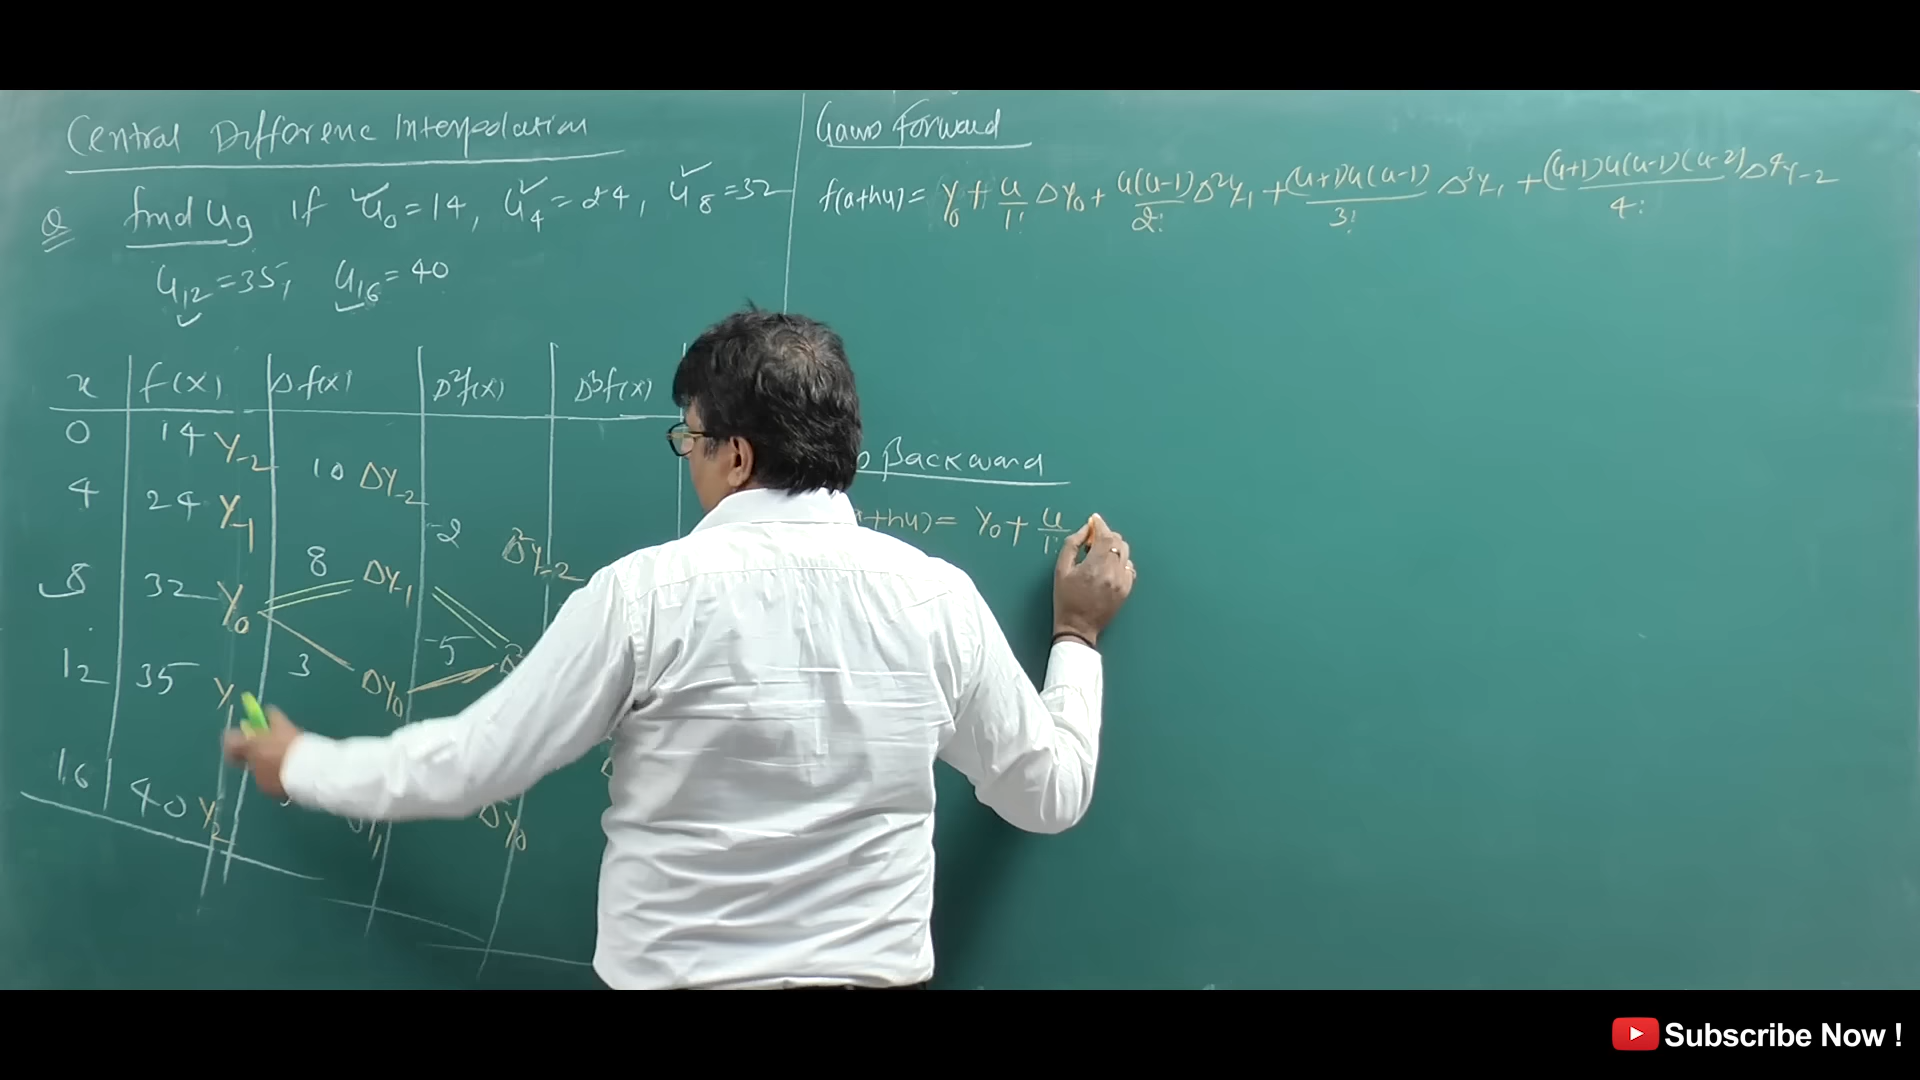 Central Difference Interpolation
Q find U9 if U0 = 14, U4 = 24, U8 = 32
U12 = 35, U16 = 40
x f(x) Δf(x) Δ²f(x) Δ³f(x)
0 14 Y-2
10 ΔY-2
4 24 Y-1
-2 Δ²Y-2
8 32 Y0
8 ΔY-1
-5
12 35 Y1
3 ΔY0
16 40 Y2
ΔY1
Δ²Y0
Gauss Forward
f(a+hu) = Y0 + u/1! ΔY0 + u(u-1)/2! Δ²Y-1 + (u+1)u(u-1)/3! Δ³Y-1 + (u+1)u(u-1)(u-2)/4! Δ⁴Y-2
Backward
+hu) = Y0 + u/1!
Subscribe Now !